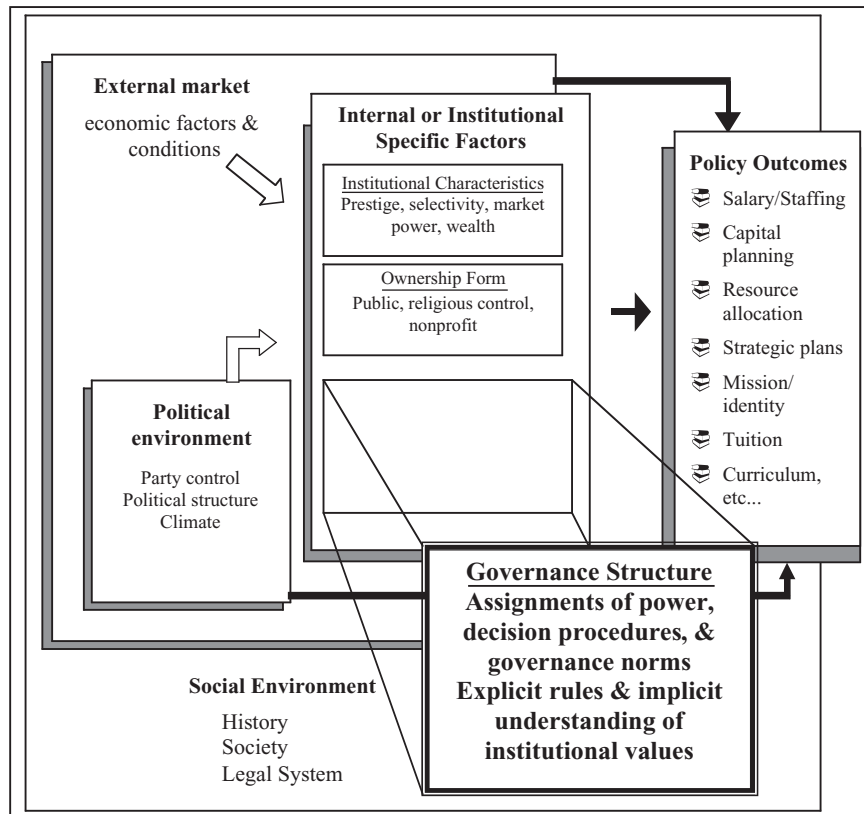 External market
economic factors &
conditions
Internal or Institutional
Specific Factors
Institutional Characteristics
Prestige, selectivity, market
power, wealth
Ownership Form
Public, religious control,
nonprofit
Political
environment
Party control
Political structure
Climate
Policy Outcomes
Salary/Staffing
Capital
planning
Resource
allocation
Strategic plans
Mission/
identity
Tuition
Curriculum,
etc...
Governance Structure
Assignments of power,
decision procedures, &
governance norms
Explicit rules & implicit
understanding of
institutional values
Social Environment
History
Society
Legal System